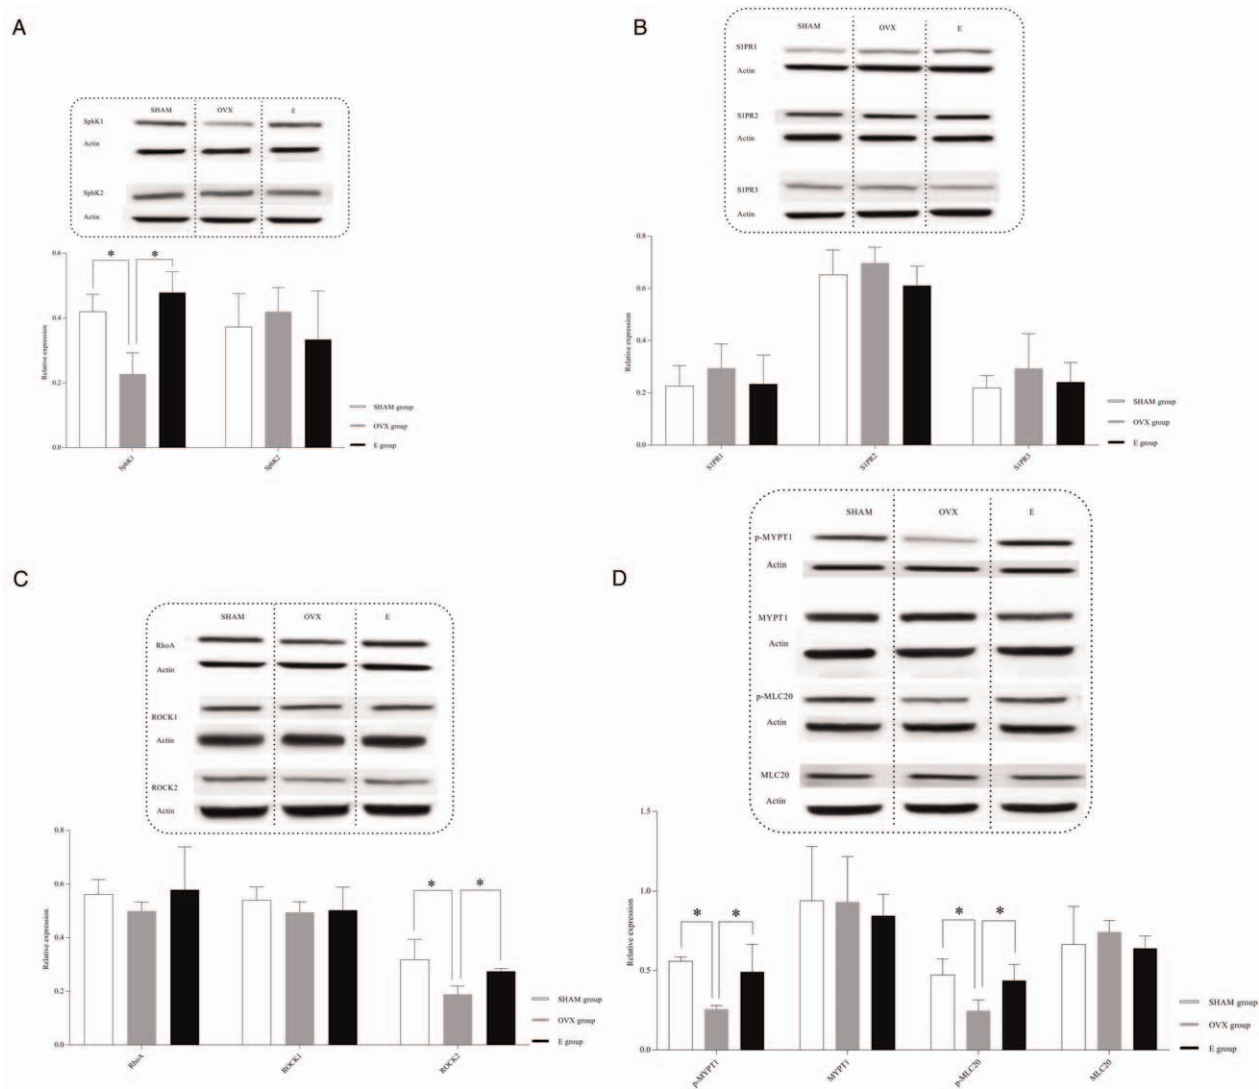 A
SHAM OVX E
SphK1
Actin
SphK2
Actin
0.6
0.4
0.2
0.0
Relative expression
* *
SphK1 SphK2
SHAM group
OVX group
E group
B
SHAM OVX E
S1PR1
Actin
S1PR2
Actin
S1PR3
Actin
0.8
0.6
0.4
0.2
0.0
Relative expression
S1PR1 S1PR2 S1PR3
SHAM group
OVX group
E group
C
SHAM OVX E
RhoA
Actin
ROCK1
Actin
ROCK2
Actin
0.8
0.6
0.4
0.2
0.0
Relative expression
* *
RhoA ROCK1 ROCK2
SHAM group
OVX group
E group
D
SHAM OVX E
p-MYPT1
Actin
MYPT1
Actin
p-MLC20
Actin
MLC20
Actin
1.5
1.0
0.5
0.0
Relative expression
* * * *
p-MYPT1 MYPT1 p-MLC20 MLC20
SHAM group
OVX group
E group